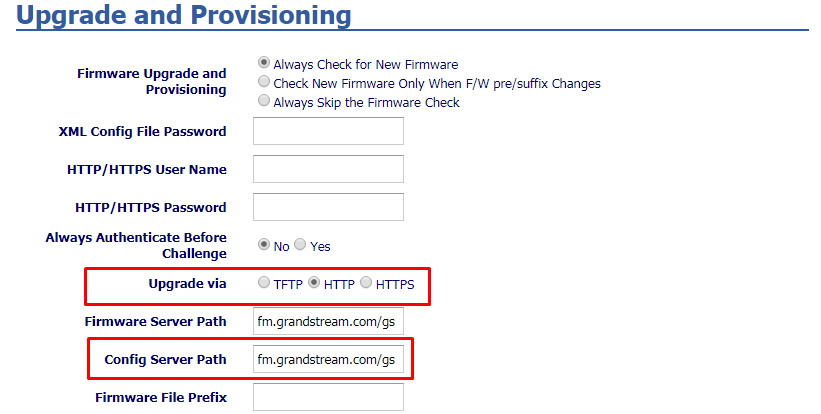 Upgrade and Provisioning
Firmware Upgrade and
Provisioning
Always Check for New Firmware
Check New Firmware Only When F/W pre/suffix Changes
Always Skip the Firmware Check
XML Config File Password
HTTP/HTTPS User Name
HTTP/HTTPS Password
Always Authenticate Before
Challenge
No Yes
Upgrade via TFTP HTTP HTTPS
Firmware Server Path fm.grandstream.com/gs
Config Server Path fm.grandstream.com/gs
Firmware File Prefix